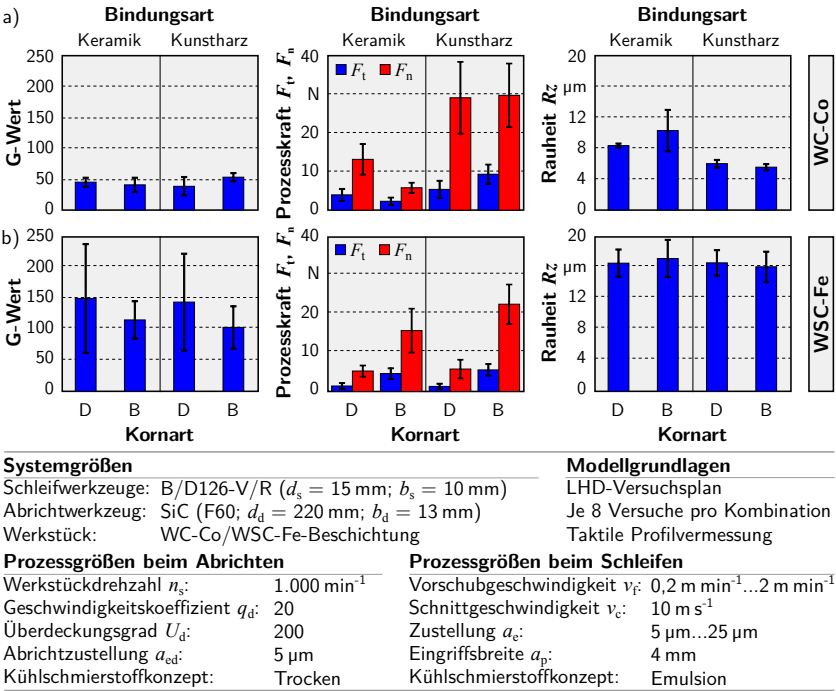 a)
Bindungsart
Bindungsart
Bindungsart
Keramik Kunstharz
Keramik Kunstharz
Keramik Kunstharz
G-Wert
250
200
150
100
50
0
Prozesskraft Ft, Fn
40
N
20
10
0
Ft Fn
Rauheit Rz
20
µm
12
8
4
0
WC-Co
b)
G-Wert
250
200
150
100
50
0
Prozesskraft Ft, Fn
40
N
20
10
0
Ft Fn
Rauheit Rz
20
µm
12
8
4
0
WSC-Fe
D B D B
D B D B
D B D B
Kornart
Kornart
Kornart
Systemgrößen
Schleifwerkzeuge: B/D126-V/R (ds = 15 mm; bs = 10 mm)
Abrichtwerkzeug: SiC (F60; dd = 220 mm; bd = 13 mm)
Werkstück: WC-Co/WSC-Fe-Beschichtung
Modellgrundlagen
LHD-Versuchsplan
Je 8 Versuche pro Kombination
Taktile Profilvermessung
Prozessgrößen beim Abrichten
Werkstückdrehzahl ns: 1.000 min-1
Geschwindigkeitskoeffizient qd: 20
Überdeckungsgrad Ud: 200
Abrichtzustellung aed: 5 µm
Kühlschmierstoffkonzept: Trocken
Prozessgrößen beim Schleifen
Vorschubgeschwindigkeit vf: 0,2 m min-1...2 m min-1
Schnittgeschwindigkeit vc: 10 m s-1
Zustellung ae: 5 µm...25 µm
Eingriffsbreite ap: 4 mm
Kühlschmierstoffkonzept: Emulsion